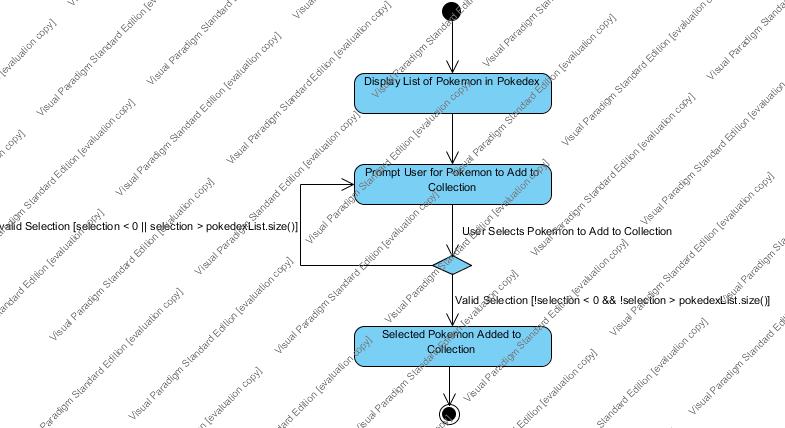 Display List of Pokemon in Pokedex
Prompt User for Pokemon to Add to
Collection
valid Selection [selection < 0 || selection > pokedexList.size()]
User Selects Pokemon to Add to Collection
Valid Selection [!selection < 0 && !selection > pokedexList.size()]
Selected Pokemon Added to
Collection
Visual Paradigm Standard Edition [evaluation copy]